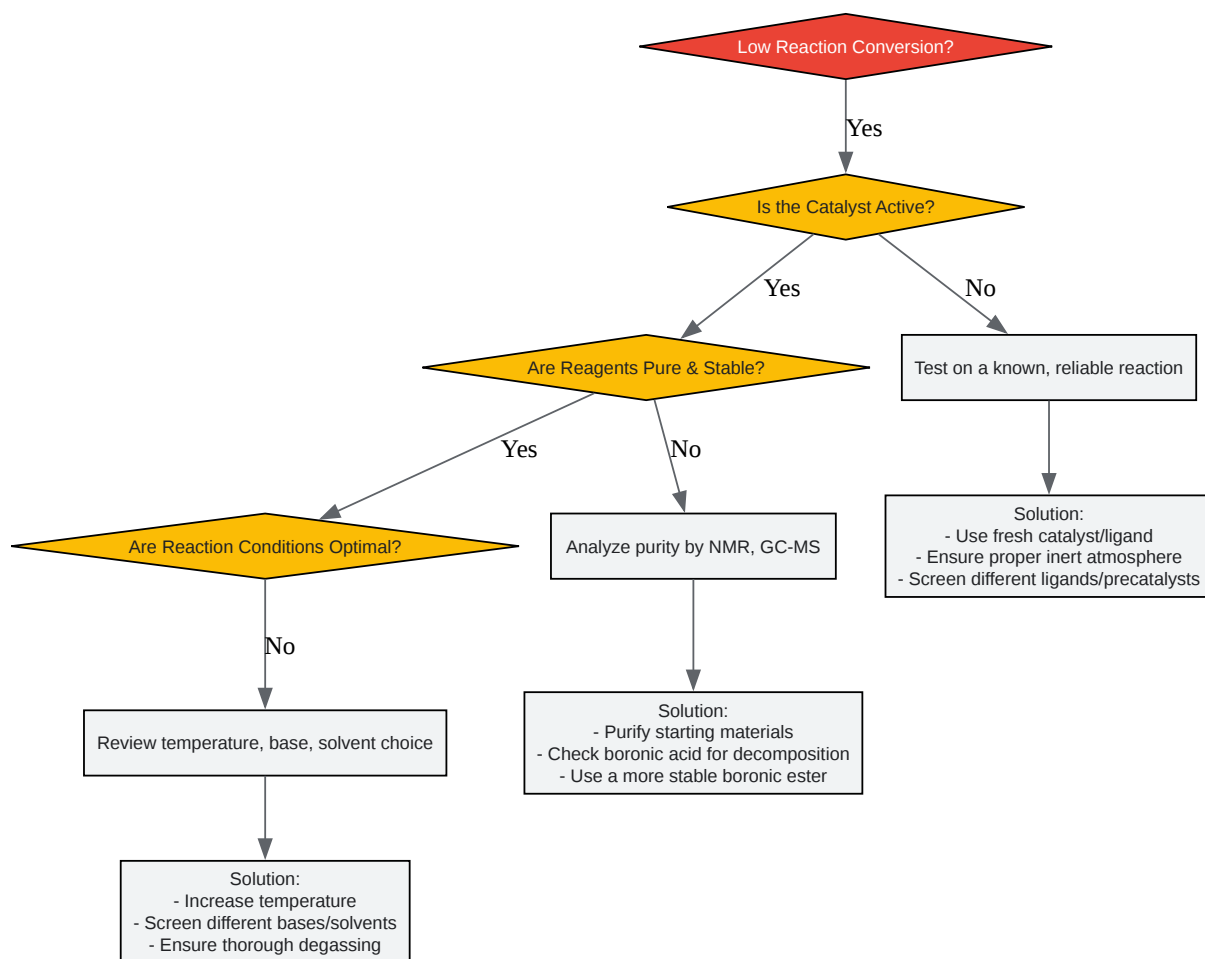 Low Reaction Conversion?
Yes
Is the Catalyst Active?
Yes
No
Are Reagents Pure & Stable?
Test on a known, reliable reaction
Yes
No
Solution:
- Use fresh catalyst/ligand
- Ensure proper inert atmosphere
- Screen different ligands/precatalysts
Are Reaction Conditions Optimal?
Analyze purity by NMR, GC-MS
No
Solution:
- Purify starting materials
- Check boronic acid for decomposition
- Use a more stable boronic ester
Review temperature, base, solvent choice
Solution:
- Increase temperature
- Screen different bases/solvents
- Ensure thorough degassing